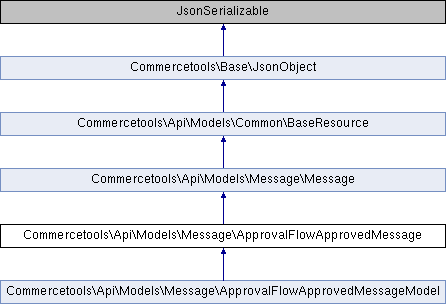 JsonSerializable
Commercetools\Base\JsonObject
Commercetools\Api\Models\Common\BaseResource
Commercetools\Api\Models\Message\Message
Commercetools\Api\Models\Message\ApprovalFlowApprovedMessage
Commercetools\Api\Models\Message\ApprovalFlowApprovedMessageModel